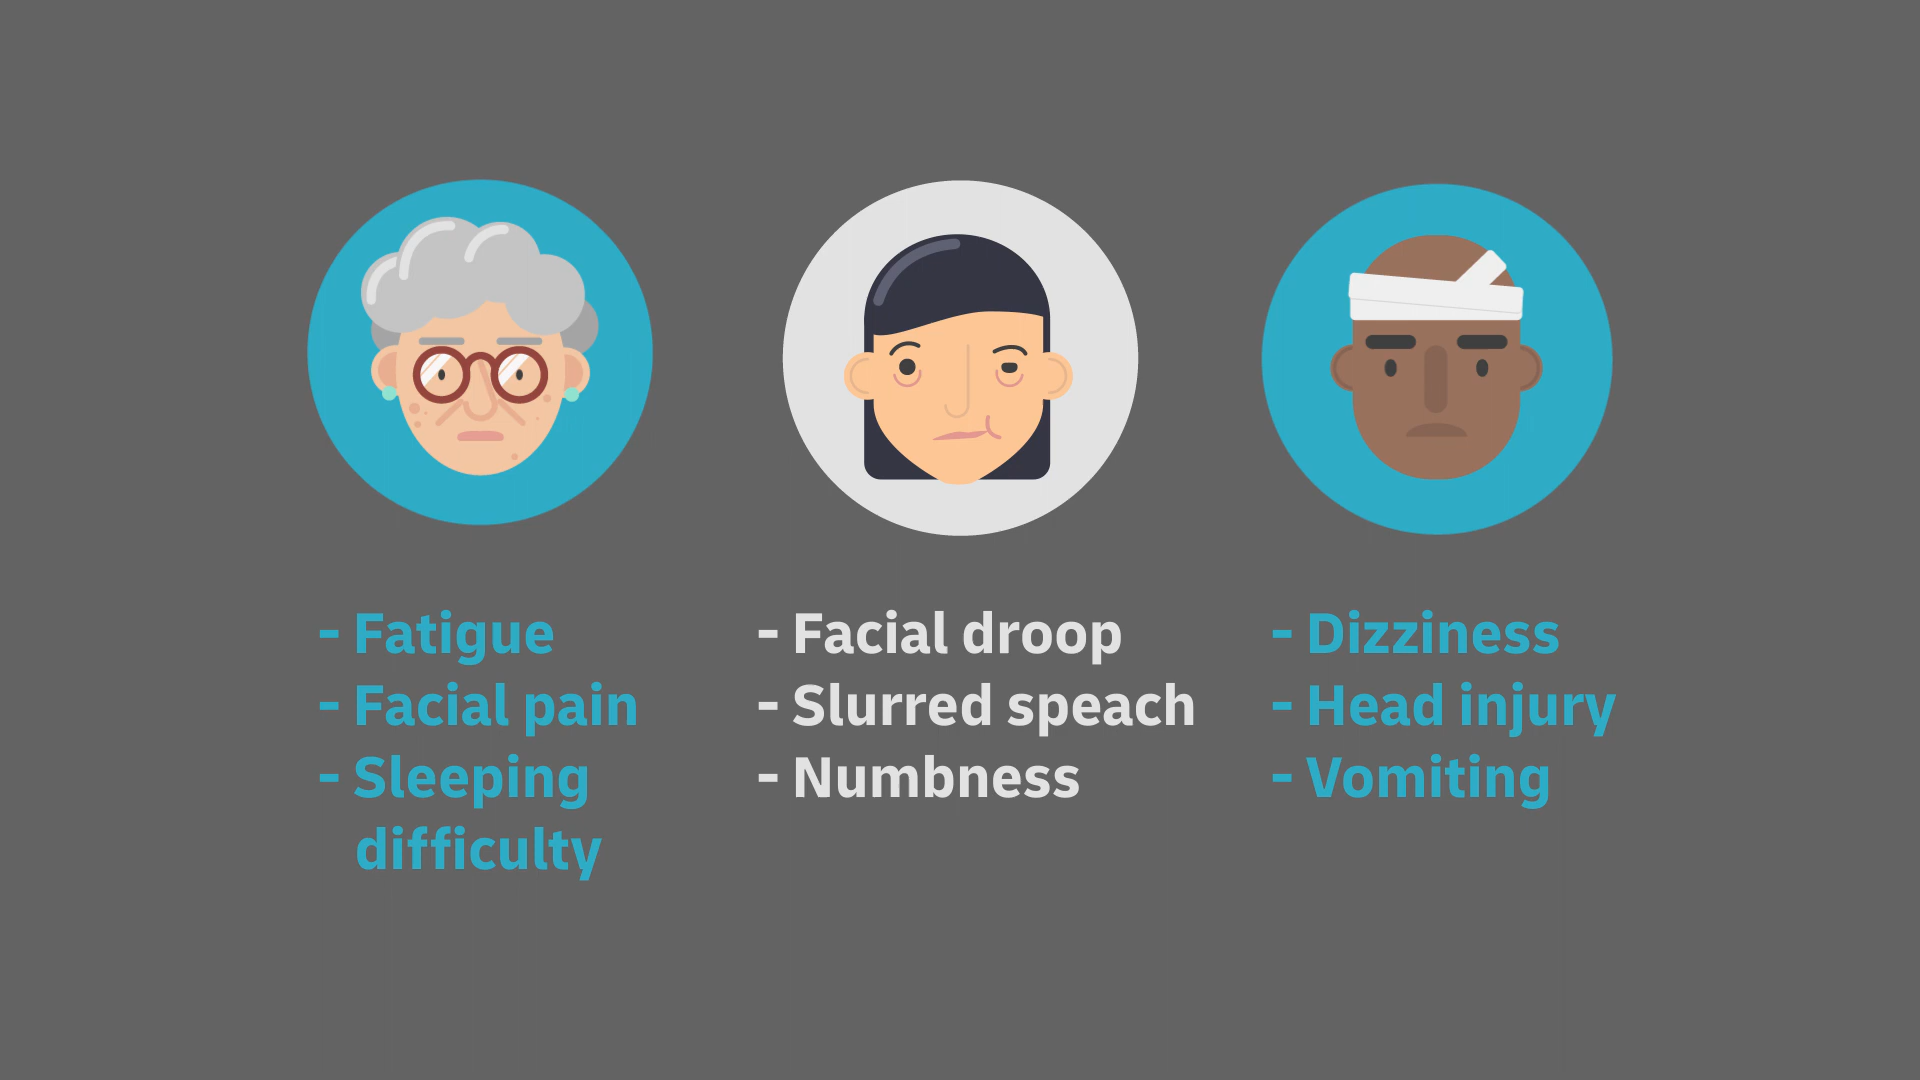 - Fatigue
- Facial pain
- Sleeping
difficulty
- Facial droop
- Slurred speach
- Numbness
- Dizziness
- Head injury
- Vomiting